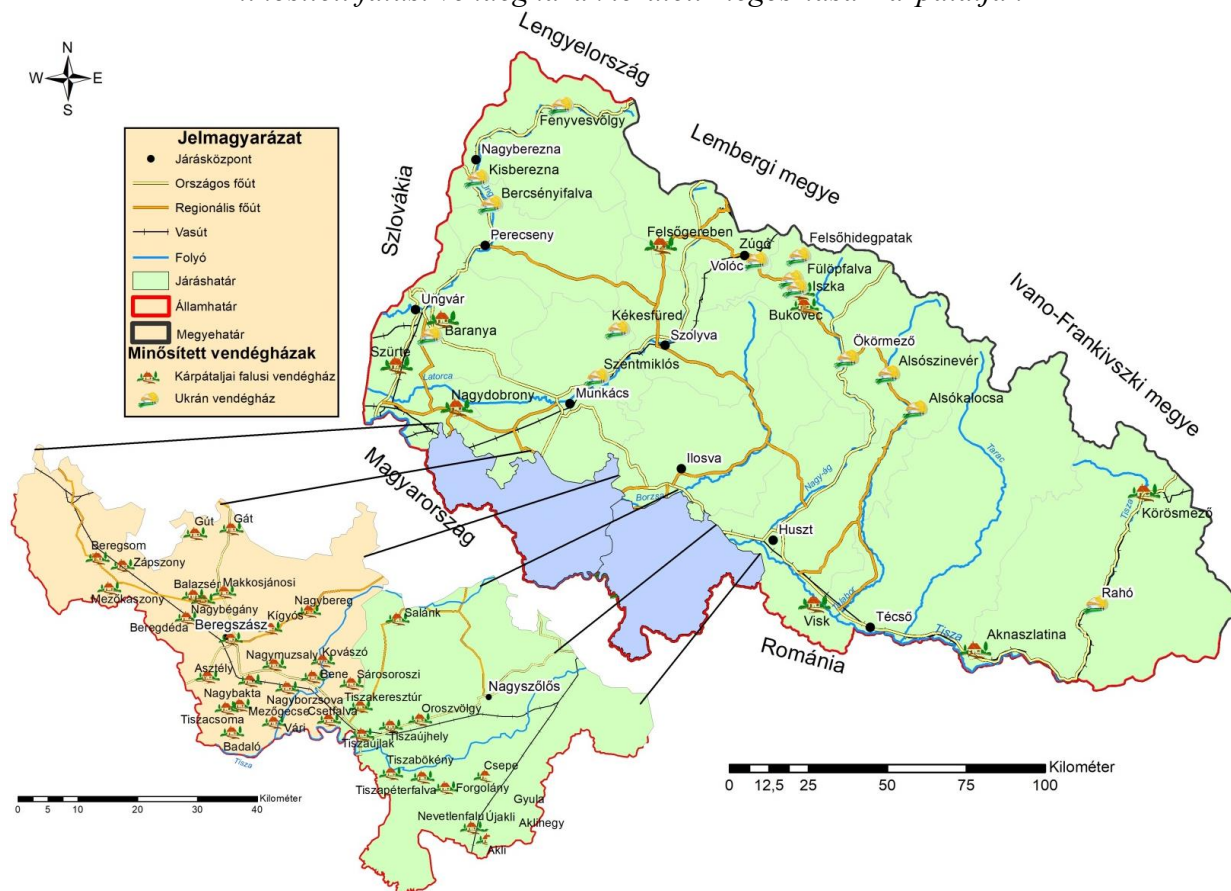 Lengyelország
N
W E
S
Jelmagyarázat
Járásközpont
Országos főút
Regionális főút
Vasút
Folyó
Járáshatár
Államhatár
Megyehatár
Minősített vendégházak
Kárpátaljai falusi vendégház
Ukrán vendégház
Szlovákia
Lembergi megye
Ivano-Frankivszki megye
Magyarország
Románia
Fenyvesvölgy
Nagyberezna
Kisberezna
Ung
Bercsényifalva
Perecseny
Felsőgereben
Zúgó
Felsőhidegpatak
Volóc
Fülöpfalva
Iszka
Bukovec
Ungvár
Baranya
Kékesfüred
Szolyva
Szürte
Latorca
Szentmiklós
Ökörmező
Alsószinevér
Nagydobrony
Munkács
Alsókalocsa
Ilosva
Borzsa
Nagy-ág
Tarac
Tisza
Kőrösmező
Huszt
Talabor
Rahó
Visk
Técső
Tisza
Aknaszlatina
Gút
Gát
Beregsom
Zápszony
Mezőkaszony
Balazsér
Makkosjánosi
Nagybégány
Nagybereg
Beregdéda
Kígyós
Beregszász
Salánk
Nagymuzsaly
Kovászó
Asztély
Bene
Sárosoroszi
Nagyszőlős
Nagybakta
Nagyborzsova
Tiszakeresztúr
Oroszvölgy
Tiszacsoma
Mezőgecse
Csetfalva
Vári
Tiszaújhely
Badaló
Tiszaújlak
Tisza
Tiszabökény
Csepe
Tiszapéterfalva
Forgolány
Gyula
Nevetlenfalu
Újakli
Aklihegy
Akli
Kilométer
0 5 10 20 30 40
Kilométer
0 12,5 25 50 75 100